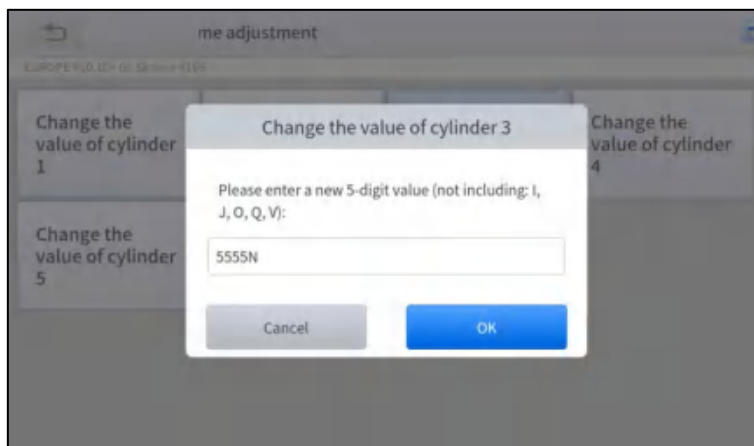 me adjustment
Change the
value of cylinder
1
Change the value of cylinder 3
Change the
value of cylinder
4
Please enter a new 5-digit value (not including: I,
J, O, Q, V):
Change the
value of cylinder
5
5555N
Cancel
OK